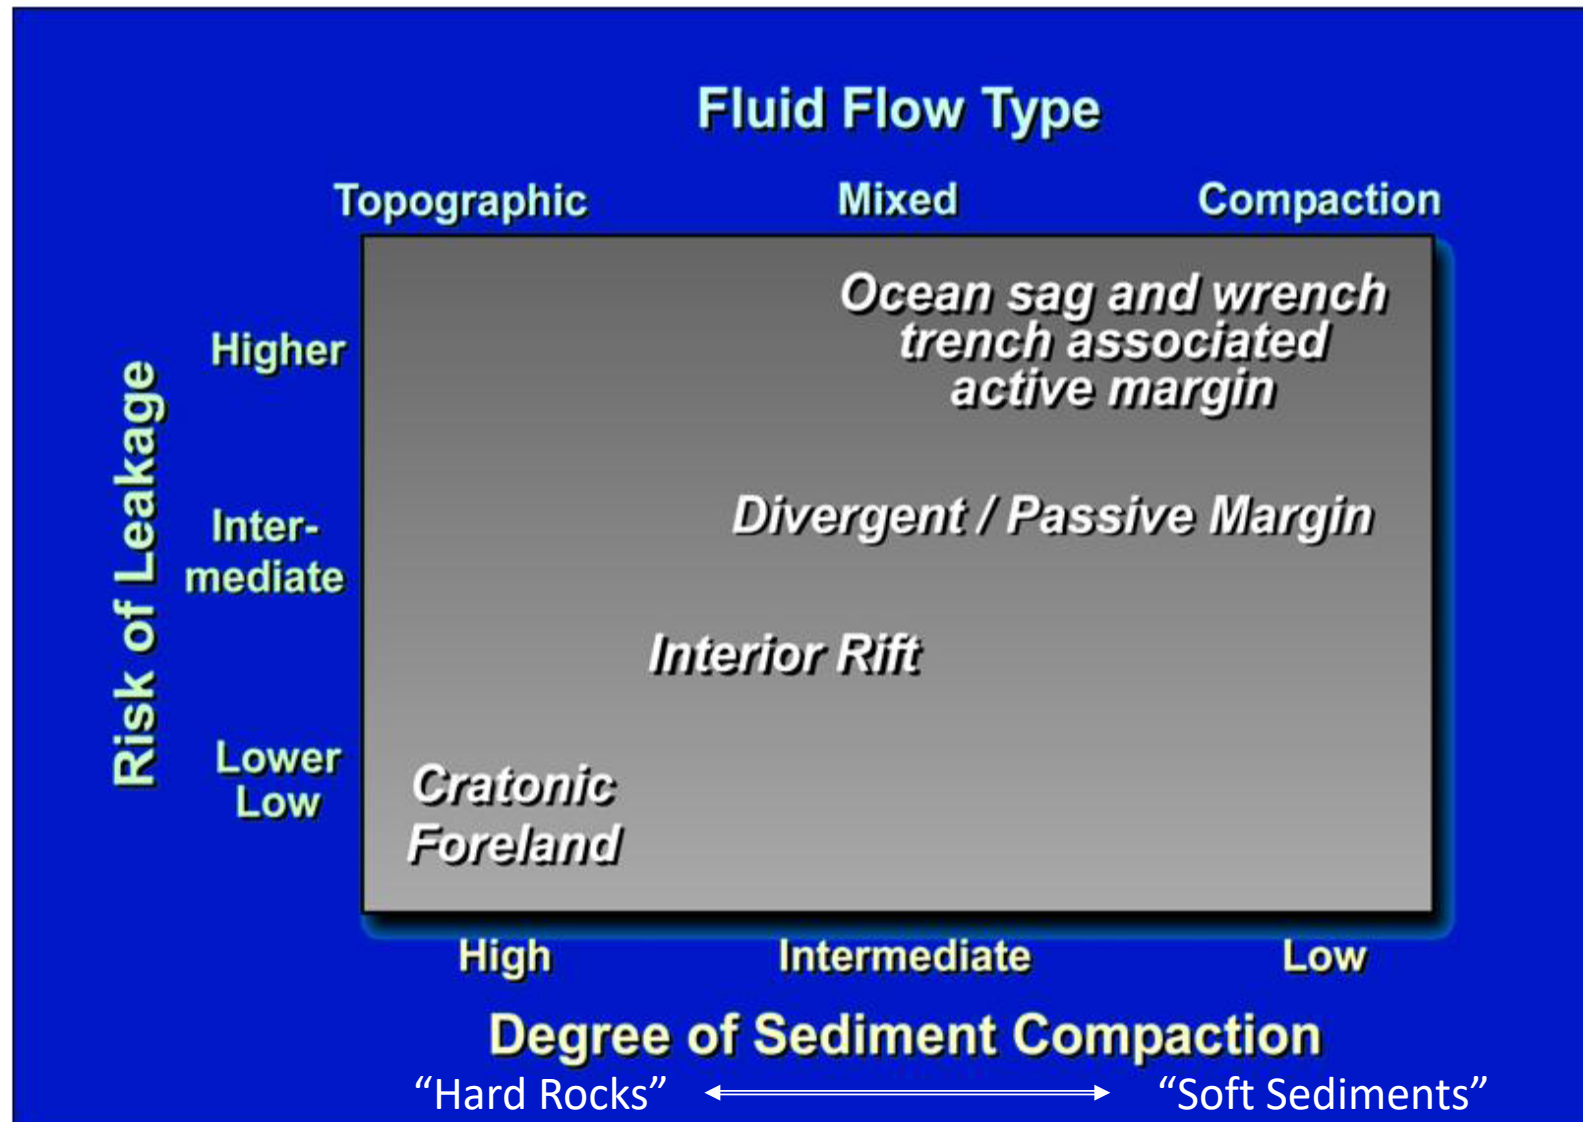 Fluid Flow Type
Topographic Mixed Compaction
Risk of Leakage
Higher
Inter-
mediate
Lower
Low
Ocean sag and wrench
trench associated
active margin
Divergent / Passive Margin
Interior Rift
Cratonic
Foreland
High Intermediate Low
Degree of Sediment Compaction
“Hard Rocks” “Soft Sediments”